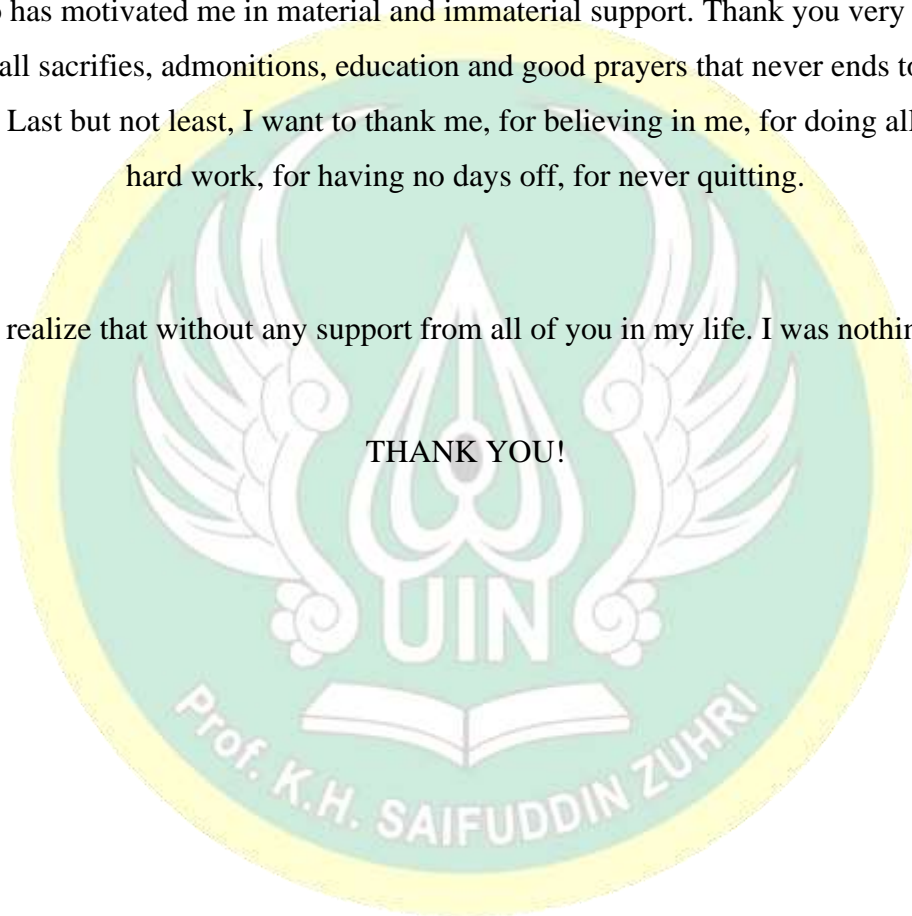 has motivated me in material and immaterial support. Thank you very
all sacrifies, admonitions, education and good prayers that never ends to
Last but not least, I want to thank me, for believing in me, for doing all
hard work, for having no days off, for never quitting.
realize that without any support from all of you in my life. I was
THANK YOU!
UIN
Prof. K.H. SAIFUDDIN ZUHRI